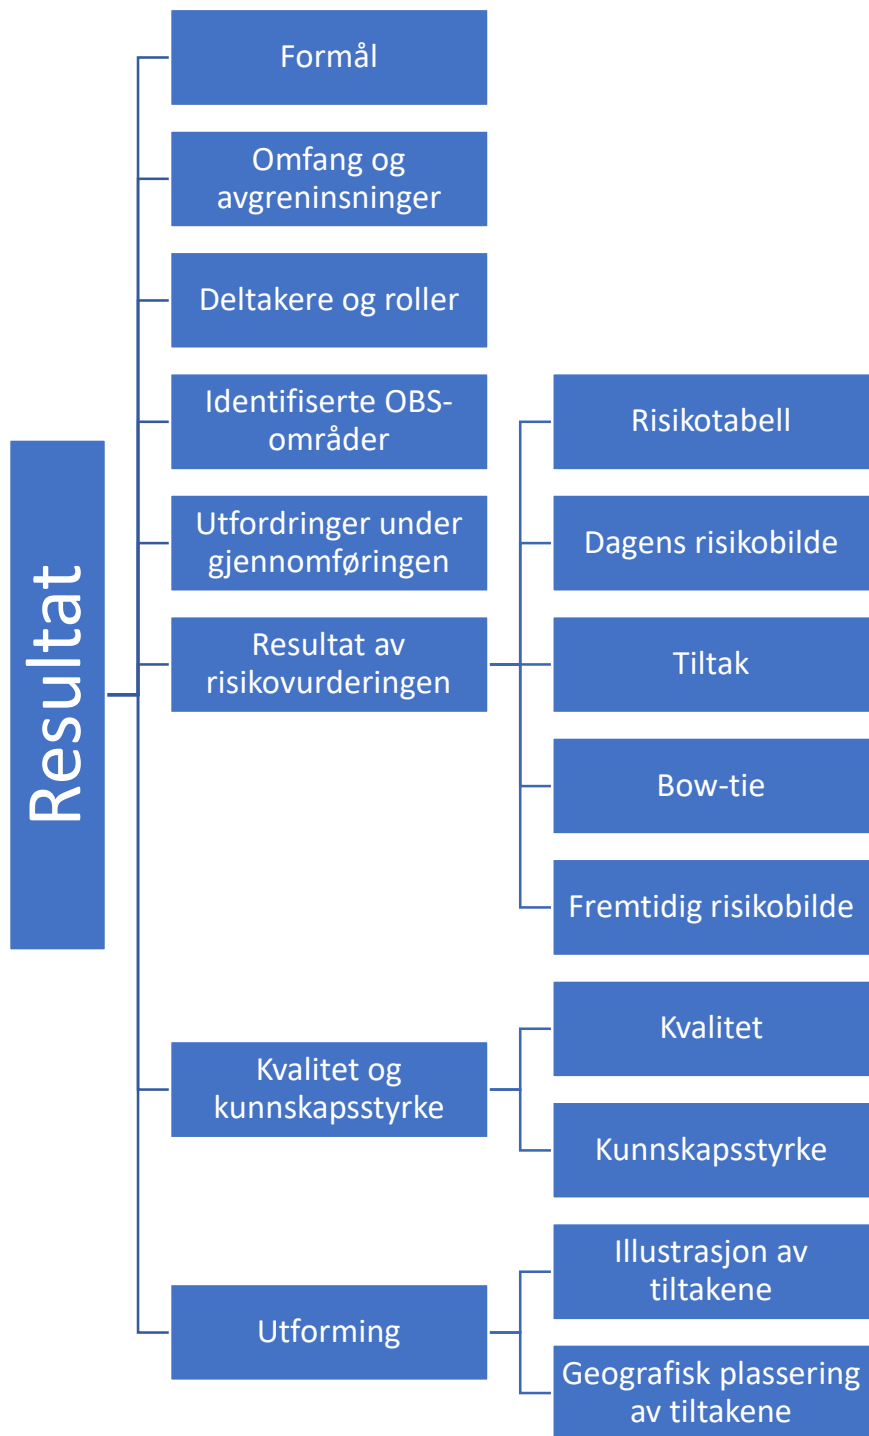 Resultat
Formål
Omfang og
avgreninsninger
Deltakere og roller
Identifiserte OBS-
områder
Utfordringer under
gjennomføringen
Resultat av
risikovurderingen
Risikotabell
Dagens risikobilde
Tiltak
Bow-tie
Fremtidig risikobilde
Kvalitet og
kunnskapsstyrke
Kvalitet
Kunnskapsstyrke
Utforming
Illustrasjon av
tiltakene
Geografisk plassering
av tiltakene